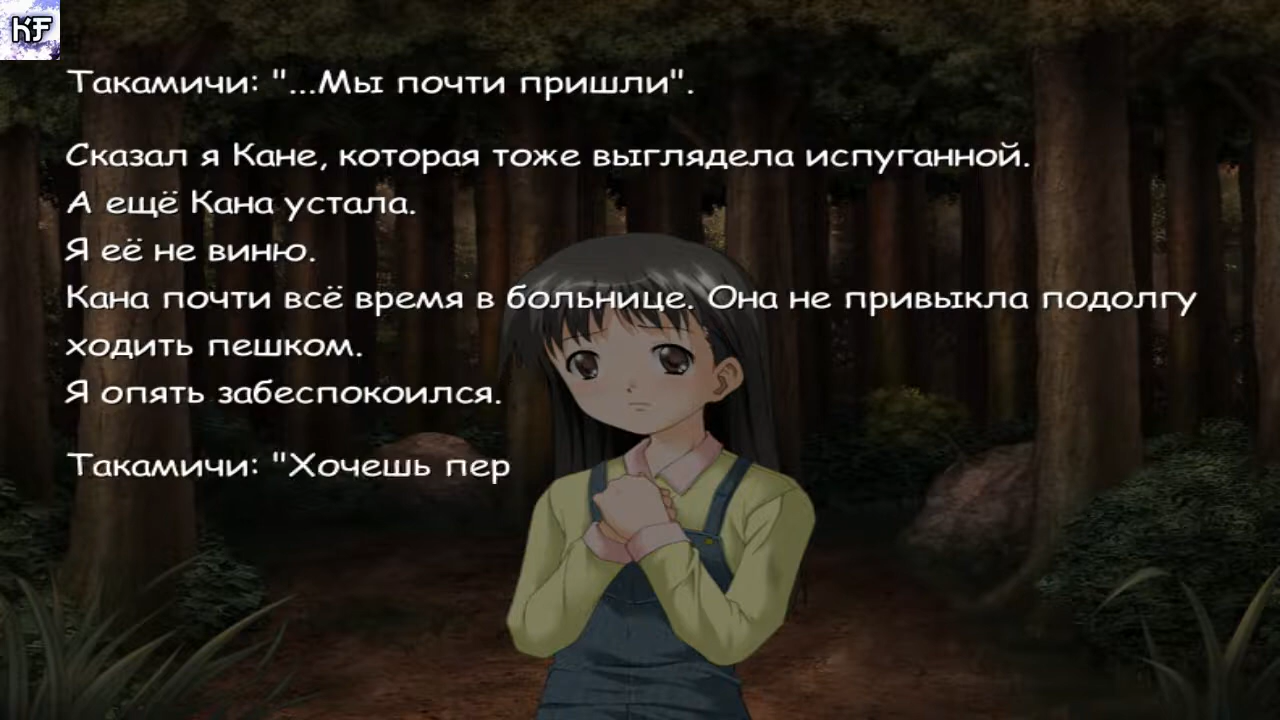 KF
Такамичи: "...Мы почти пришли".
Сказал я Кане, которая тоже выглядела испуганной.
А ещё Кана устала.
Я её не виню.
Кана почти всё время в больнице. Она не привыкла подолгу
ходить пешком.
Я опять забеспокоился.
Такамичи: "Хочешь пер